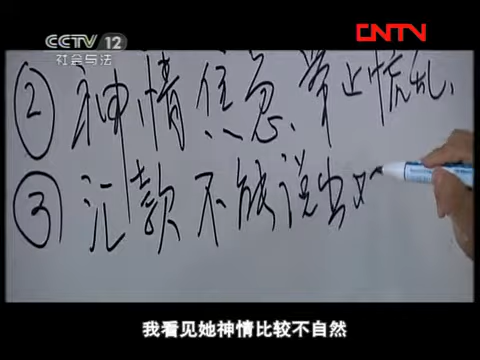 CCTV 12
社会与法
CNTV
② 神情焦急、举止慌乱、
③ 汇款不能说出对
我看见她神情比较不自然